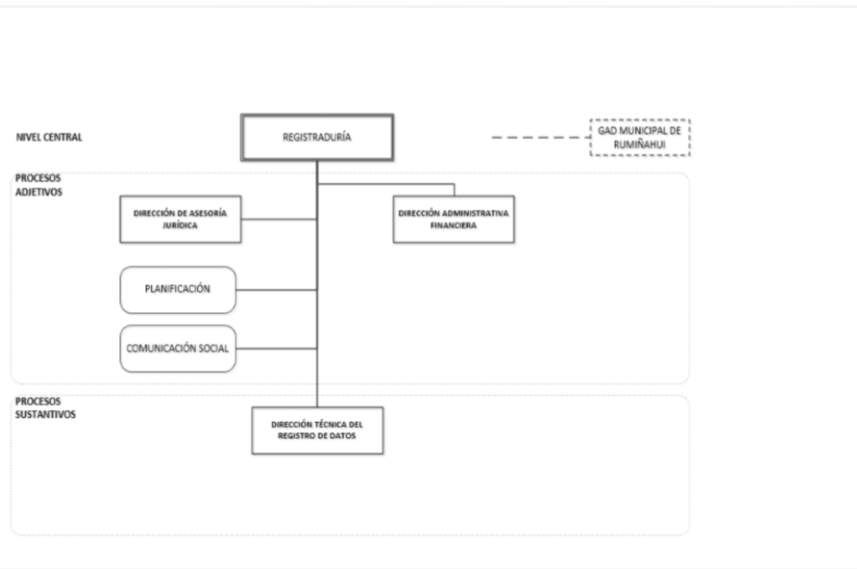 NIVEL CENTRAL
REGISTRADURÍA
GAD MUNICIPAL DE
RUMIÑAHUI
PROCESOS
ADJETIVOS
DIRECCIÓN DE ASESORÍA
JURÍDICA
DIRECCIÓN ADMINISTRATIVA
FINANCIERA
PLANIFICACIÓN
COMUNICACIÓN SOCIAL
PROCESOS
SUSTANTIVOS
DIRECCIÓN TÉCNICA DEL
REGISTRO DE DATOS